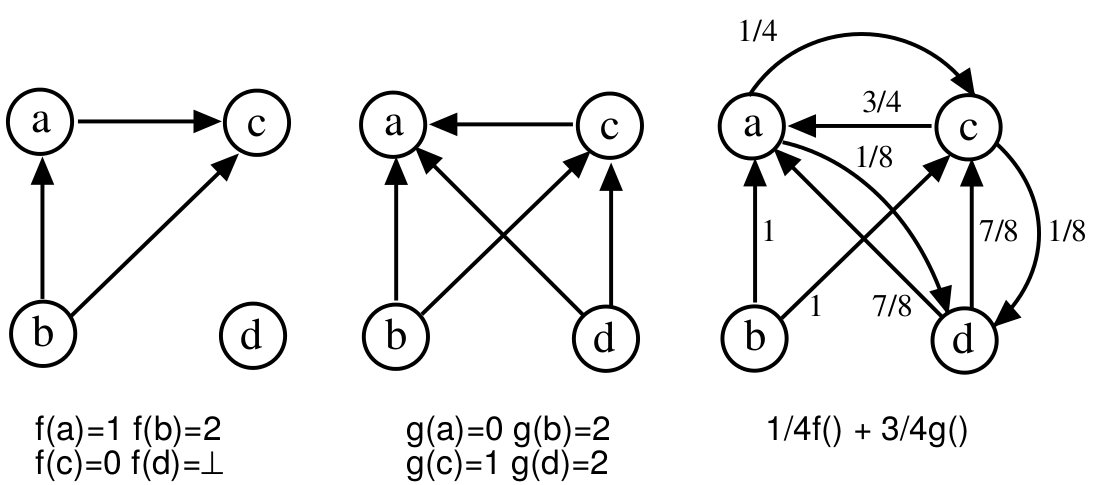 a
c
b
d
f(a)=1 f(b)=2
f(c)=0 f(d)=⊥
a
c
b
d
g(a)=0 g(b)=2
g(c)=1 g(d)=2
1/4
a
3/4
c
1/8
1
7/8
1/8
b
1
7/8
d
1/4f() + 3/4g()